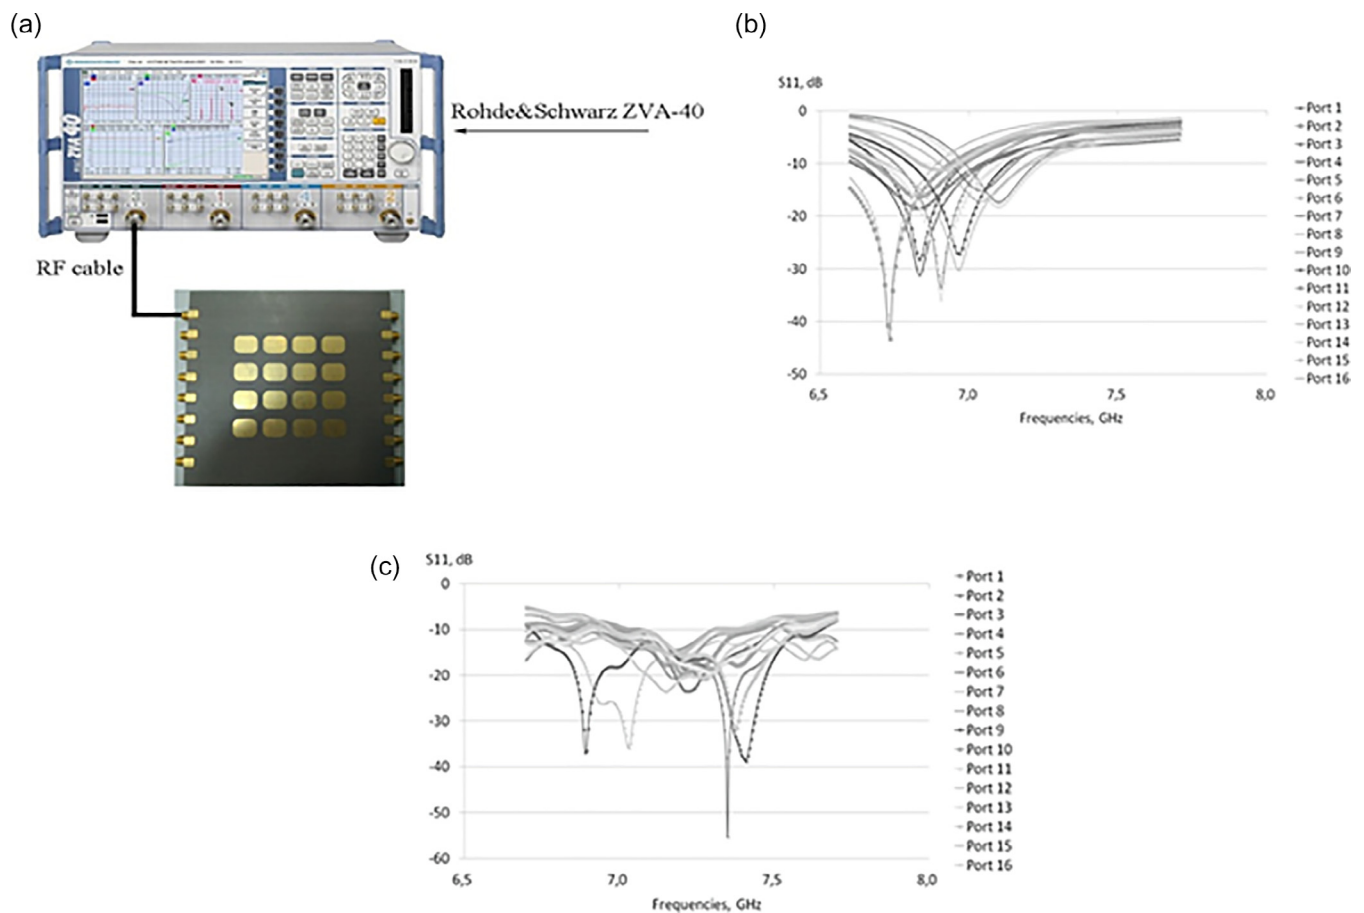 (a)
Rohde&Schwarz ZVA-40
RF cable
ZVA 40
(b)
S11, dB
0
-10
-20
-30
-40
-50
6,5
7,0
7,5
8,0
Frequencies, GHz
Port 1
Port 2
Port 3
Port 4
Port 5
Port 6
Port 7
Port 8
Port 9
Port 10
Port 11
Port 12
Port 13
Port 14
Port 15
Port 16
(c)
S11, dB
0
-10
-20
-30
-40
-50
-60
6,5
7,0
7,5
8,0
Frequencies, GHz
Port 1
Port 2
Port 3
Port 4
Port 5
Port 6
Port 7
Port 8
Port 9
Port 10
Port 11
Port 12
Port 13
Port 14
Port 15
Port 16